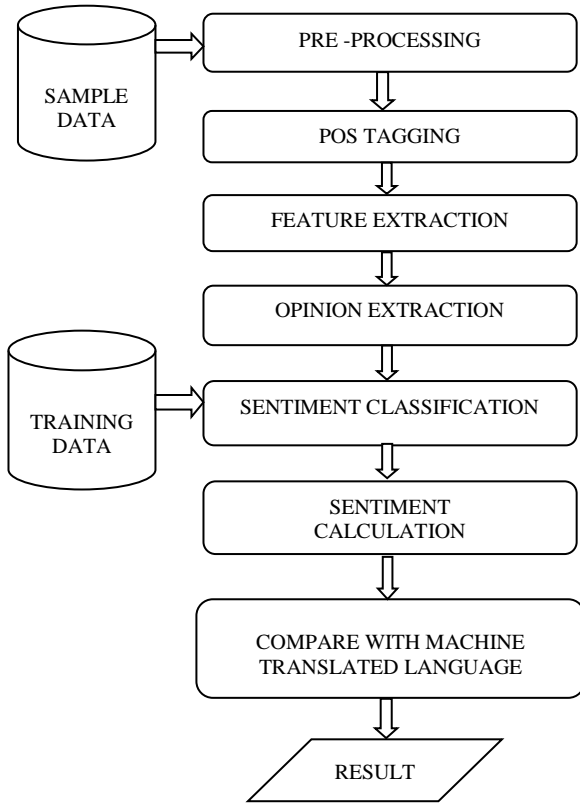 PRE -PROCESSING
SAMPLE
DATA
POS TAGGING
FEATURE EXTRACTION
OPINION EXTRACTION
SENTIMENT CLASSIFICATION
TRAINING
DATA
SENTIMENT
CALCULATION
COMPARE WITH MACHINE
TRANSLATED LANGUAGE
RESULT